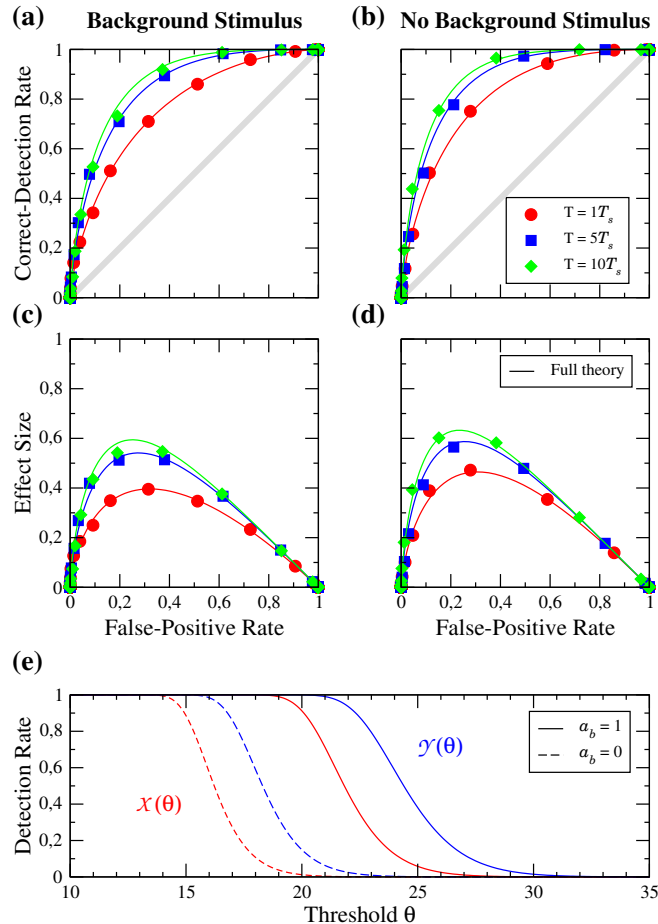 (a) Background Stimulus
(b) No Background Stimulus
Correct-Detection Rate
1
0,8
0,6
0,4
0,2
0
T = 1T_s
T = 5T_s
T = 10T_s
(c)
(d)
Effect Size
1
0,8
0,6
0,4
0,2
0
Full theory
0 0,2 0,4 0,6 0,8 1
0 0,2 0,4 0,6 0,8 1
False-Positive Rate
False-Positive Rate
(e)
Detection Rate
1
0,8
0,6
0,4
0,2
0
X(θ)
Y(θ)
a_b = 1
a_b = 0
10 15 20 25 30 35
Threshold θ